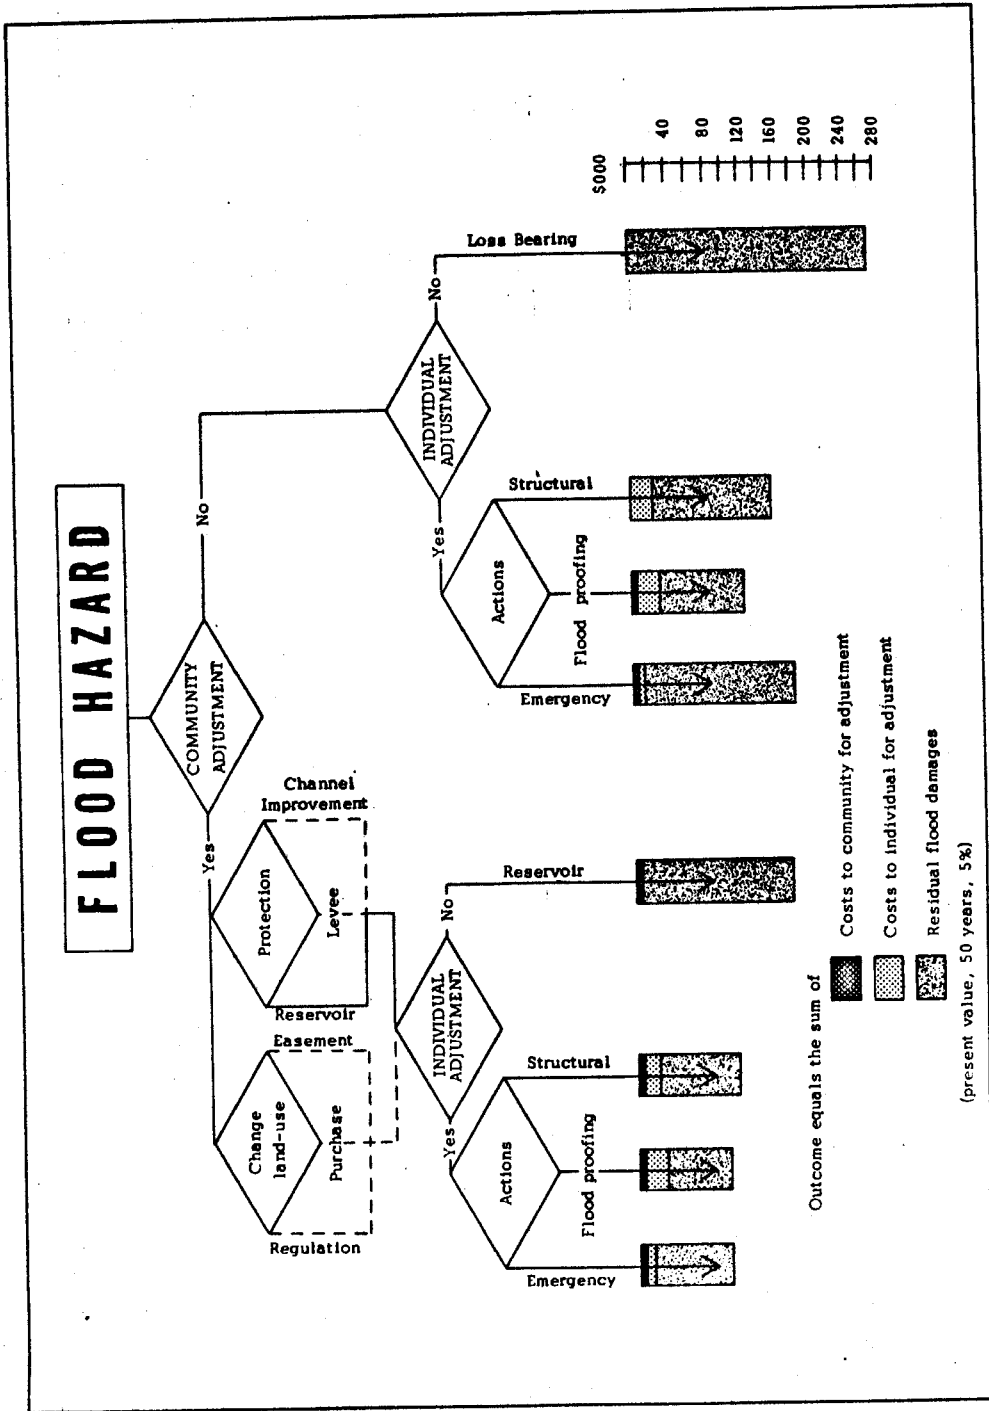 FLOOD HAZARD
COMMUNITY
ADJUSTMENT
Yes
No
Change
land-use
Protection
Channel
Improvement
Easement
Purchase
Regulation
Levee
Reservoir
INDIVIDUAL
ADJUSTMENT
Yes
No
Actions
Emergency
Flood proofing
Structural
Reservoir
INDIVIDUAL
ADJUSTMENT
Yes
No
Actions
Emergency
Flood proofing
Structural
Loss Bearing
$000
40
80
120
160
200
240
280
Outcome equals the sum of
Costs to community for adjustment
Costs to individual for adjustment
Residual flood damages
(present value, 50 years, 5%)